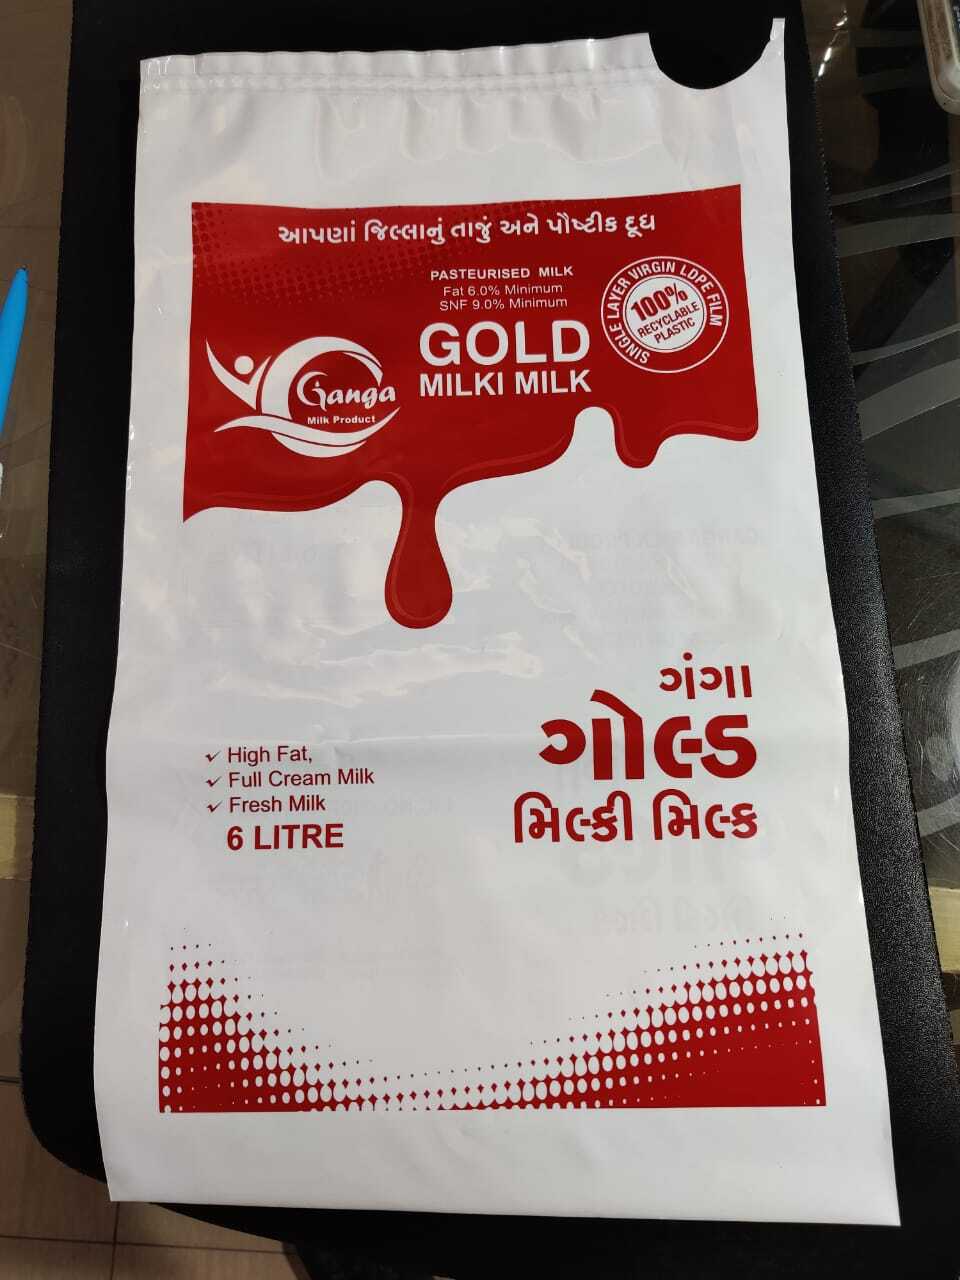 આપણાં જિલ્લાનું તાજું અને પૌષ્ટીક દૂધ
PASTEURISED MILK
Fat 6.0% Minimum
SNF 9.0% Minimum
GOLD
MILKI MILK
SINGLE LAYER VIRGIN LDPE FILM
100%
RECYCLABLE
PLASTIC
Ganga
Milk Product
ગંગા
ગોલ્ડ
મિલ્કી મિલ્ક
High Fat,
Full Cream Milk
Fresh Milk
6 LITRE